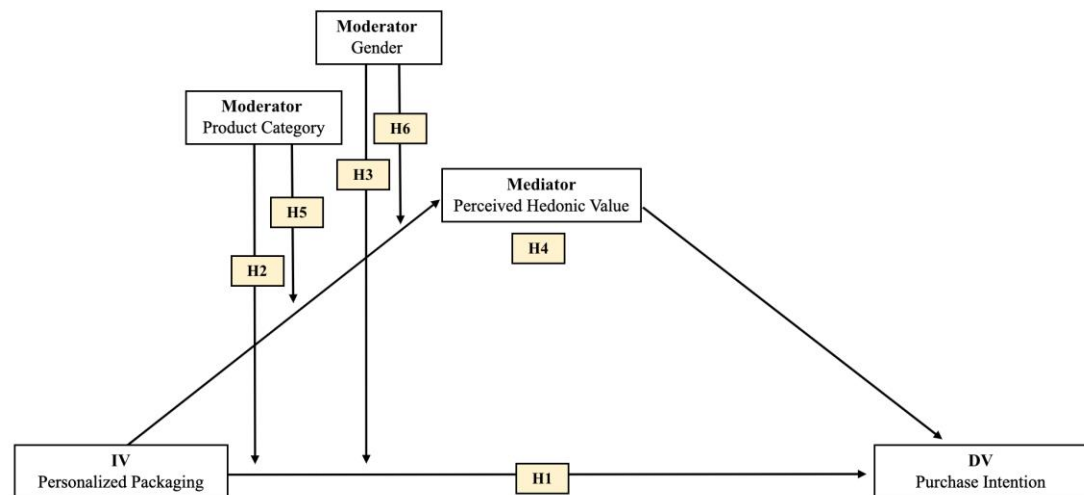 Moderator
Gender
Moderator
Product Category
H6
H3
Mediator
Perceived Hedonic Value
H5
H4
H2
IV
Personalized Packaging
H1
DV
Purchase Intention